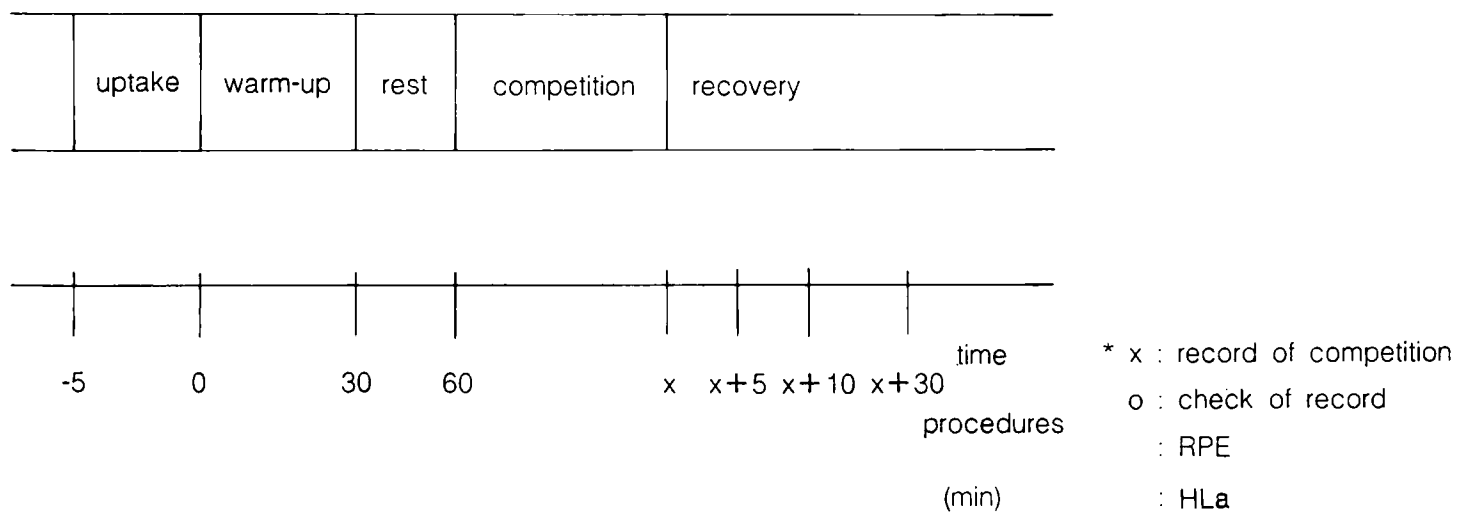 uptake warm-up rest competition recovery
-5 0 30 60 x x+5 x+10 x+30
time
procedures
(min)
* x : record of competition
o : check of record
: RPE
: HLa